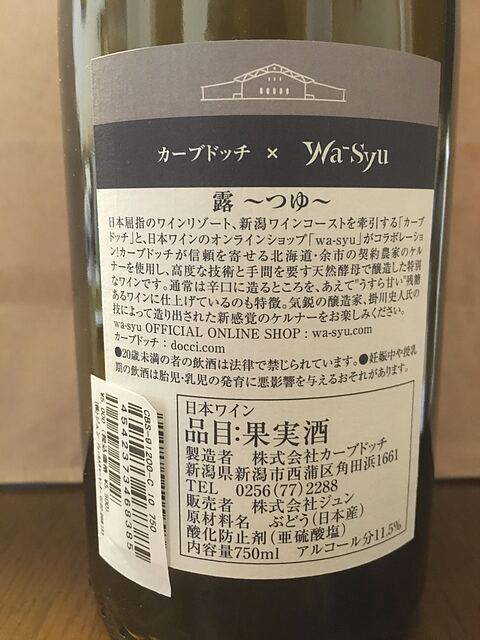 カーブドッチ × Wa-Syu
露 ～つゆ～
日本屈指のワインリゾート、新潟ワインコーストを牽引する「カーブ
ドッチ」と、日本ワインのオンラインショップ「wa-syu」がコラボレーショ
ン!カーブドッチが信頼を寄せる北海道・余市の契約農家のケル
ナーを使用し、高度な技術と手間を要す天然酵母で醸造した特別
なワインです。通常は辛口に造るところを、あえて"うすら甘い"残糖
あるワインに仕上げているのも特徴。気鋭の醸造家、掛川史人氏の
技によって造り出された新感覚のケルナーをお楽しみください。
wa-syu OFFICIAL ONLINE SHOP : wa-syu.com
カーブドッチ : docci.com
●20歳未満の者の飲酒は法律で禁じられています。●妊娠中や授乳
期の飲酒は胎児・乳児の発育に悪影響を与えるおそれがあります。
日本ワイン
品目:果実酒
製造者 株式会社カーブドッチ
新潟県新潟市西蒲区角田浜1661
TEL 0256(77)2288
販売者 株式会社ジュン
原材料名 ぶどう(日本産)
酸化防止剤(亜硫酸塩)
内容量750ml アルコール分11.5%
CBS-91200-C 10 750
4542373418385